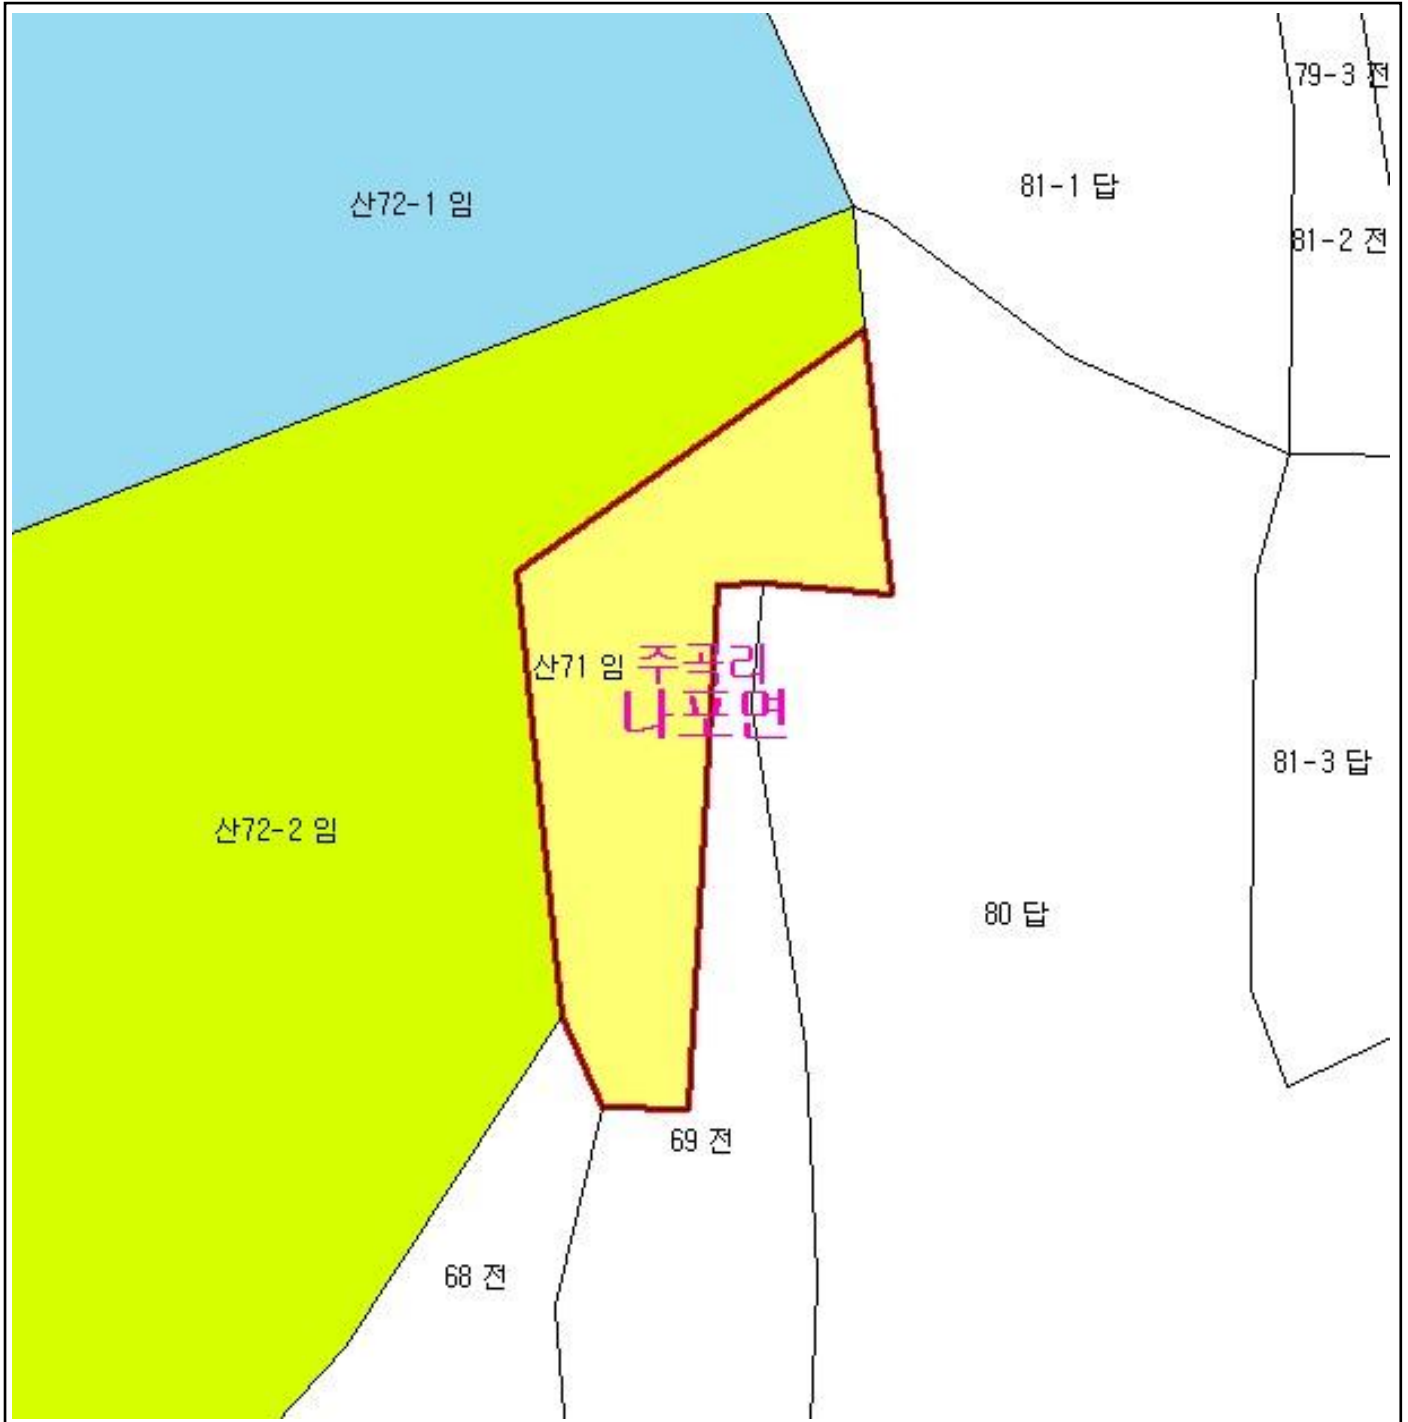 79-3 전
81-1 답
산72-1 임
81-2 전
산71 임
주곡리
나포면
81-3 답
산72-2 임
80 답
69 전
68 전